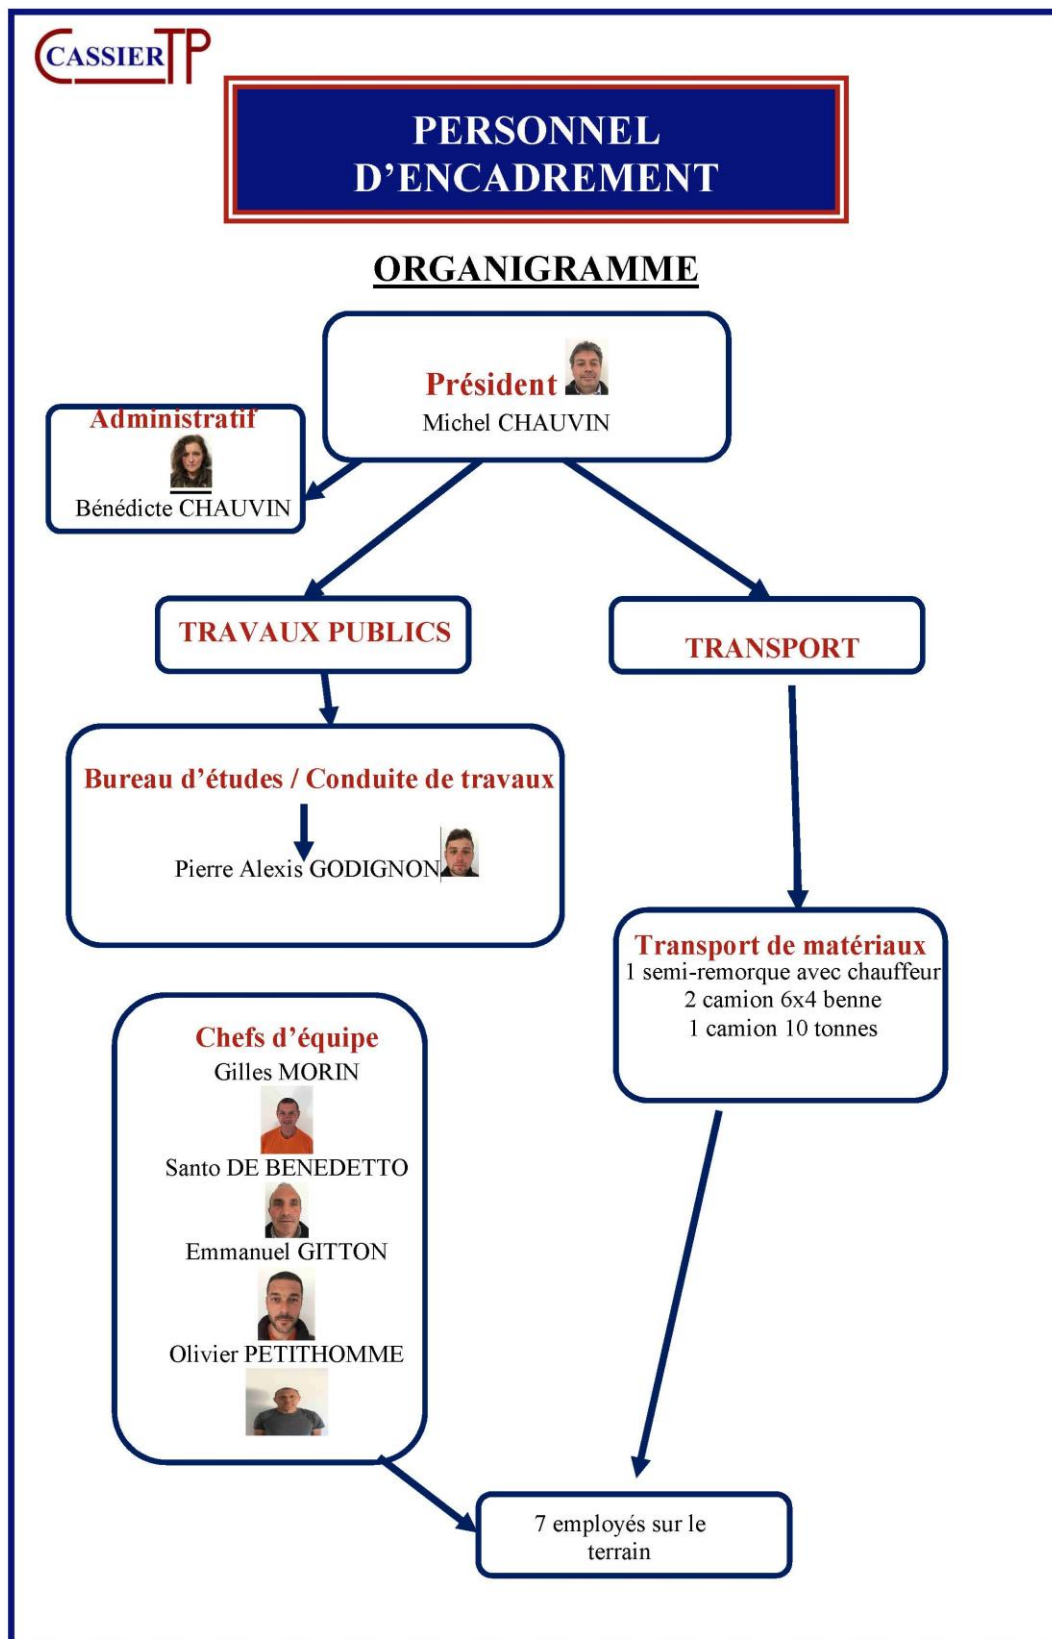 CASSIER TP
PERSONNEL
D’ENCADREMENT
ORGANIGRAMME
Président
Michel CHAUVIN
Administratif
Bénédicte CHAUVIN
TRAVAUX PUBLICS
TRANSPORT
Bureau d’études / Conduite de travaux
Pierre Alexis GODIGNON
Transport de matériaux
1 semi-remorque avec chauffeur
2 camion 6x4 benne
1 camion 10 tonnes
Chefs d’équipe
Gilles MORIN
Santo DE BENEDETTO
Emmanuel GITTON
Olivier PETITHOMME
7 employés sur le
terrain